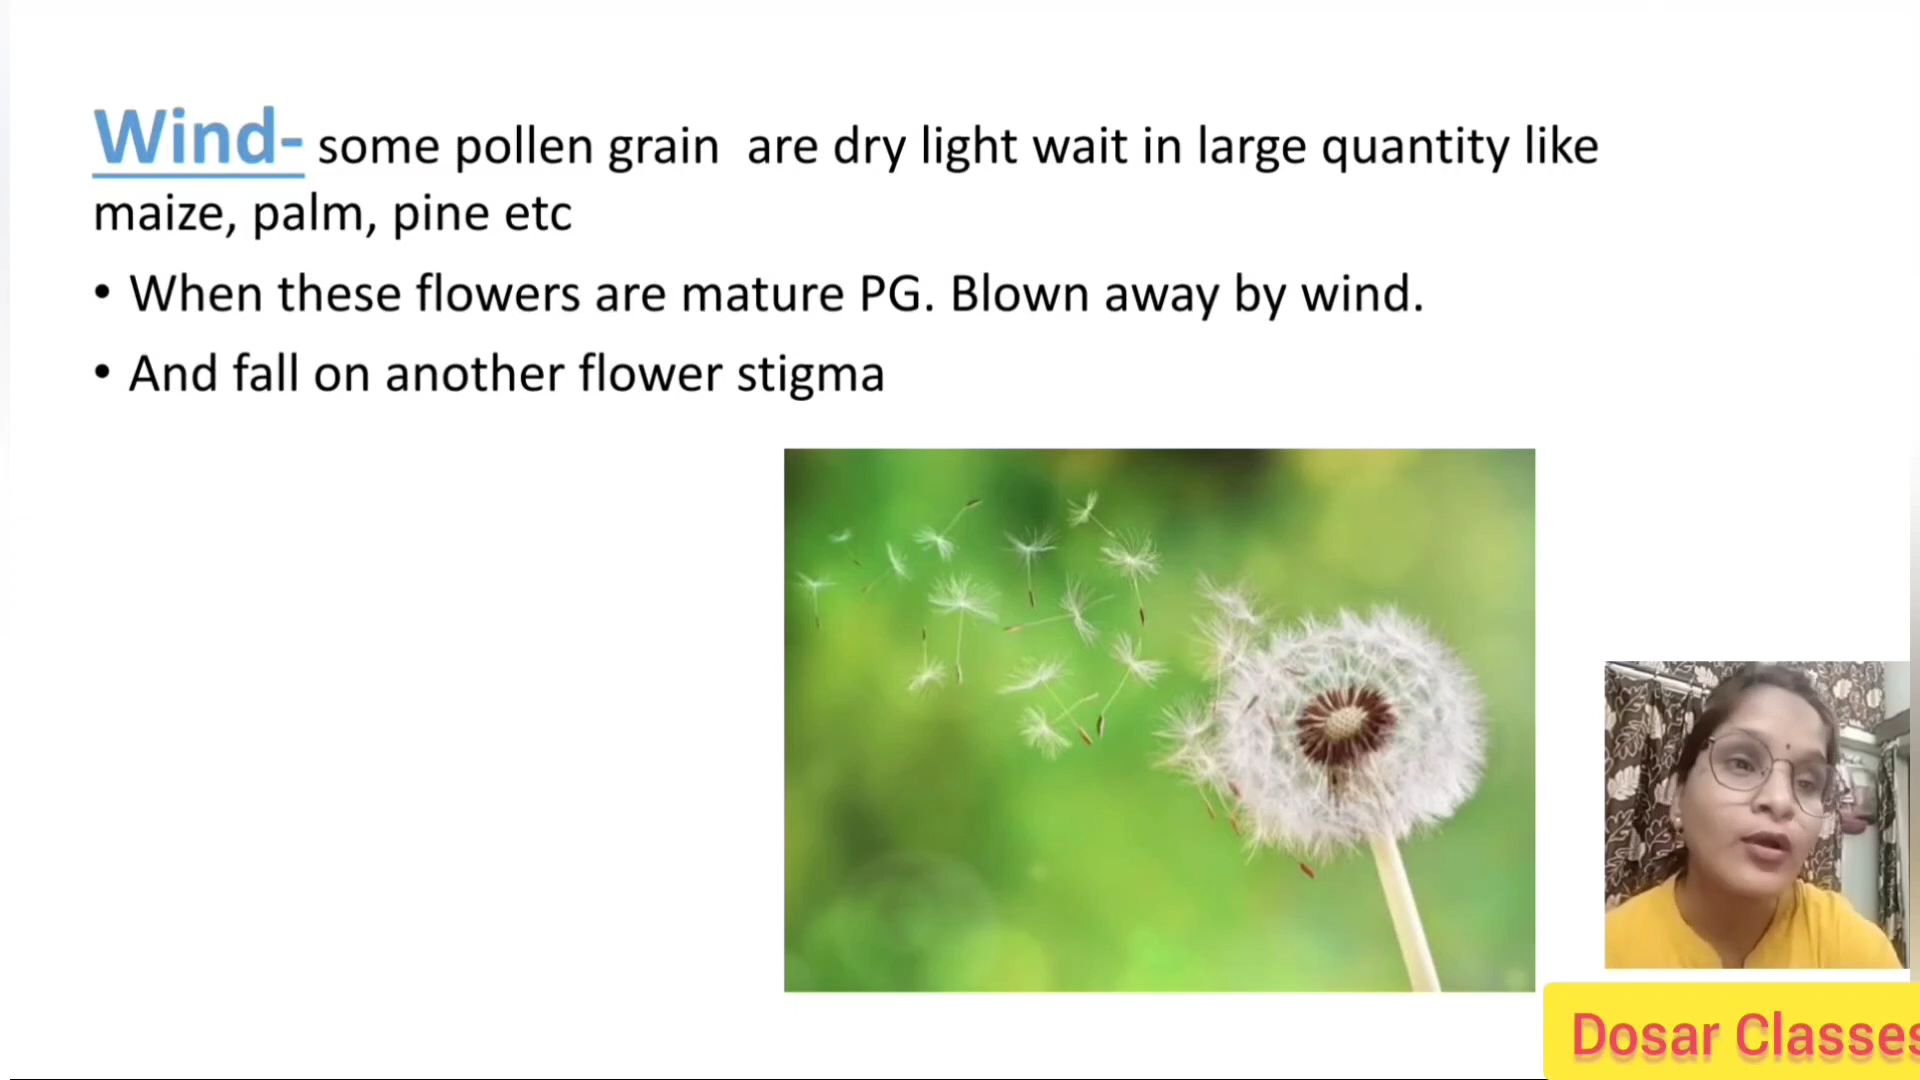 Wind- some pollen grain are dry light wait in large quantity like
maize, palm, pine etc
• When these flowers are mature PG. Blown away by wind.
• And fall on another flower stigma
Dosar Classes